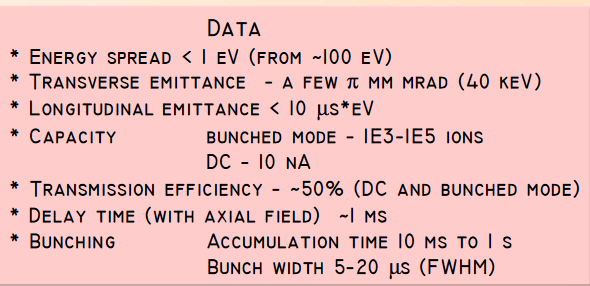 DATA
* ENERGY SPREAD < 1 eV (FROM ~100 eV)
* TRANSVERSE EMITTANCE - A FEW π MM MRAD (40 KEV)
* LONGITUDINAL EMITTANCE < 10 μs*eV
* CAPACITY BUNCHED MODE - 1E3-1E5 IONS
DC - 10 NA
* TRANSMISSION EFFICIENCY - ~50% (DC AND BUNCHED MODE)
* DELAY TIME (WITH AXIAL FIELD) ~1 MS
* BUNCHING ACCUMULATION TIME 10 MS TO 1 S
BUNCH WIDTH 5-20 μs (FWHM)